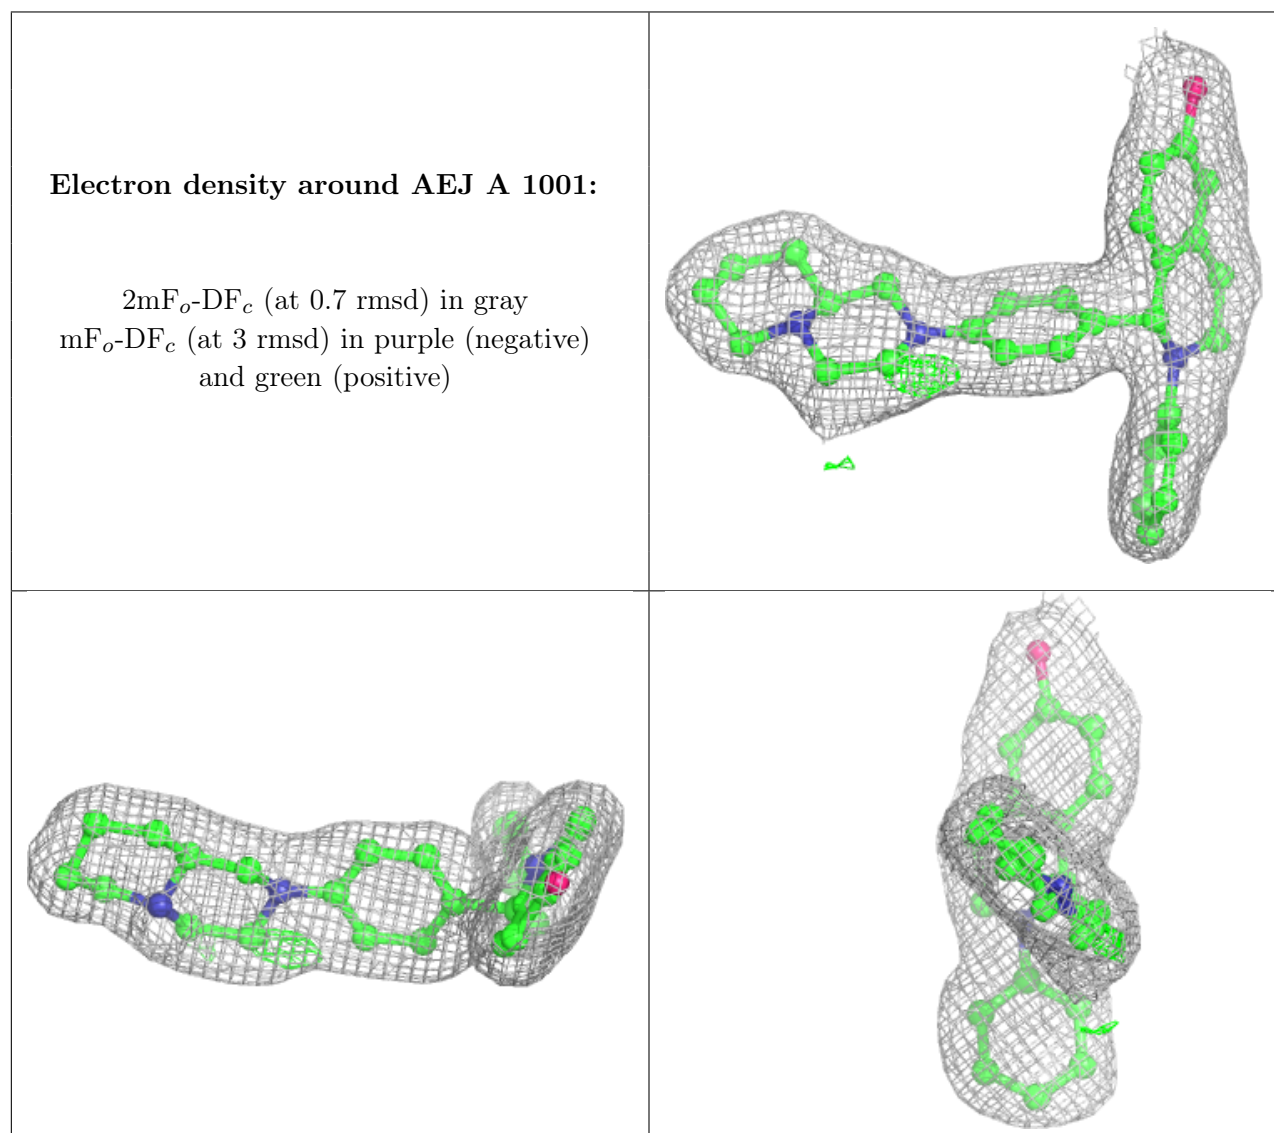 Electron density around AEJ A 1001:
2mFo-DFc (at 0.7 rmsd) in gray
mFo-DFc (at 3 rmsd) in purple (negative)
and green (positive)